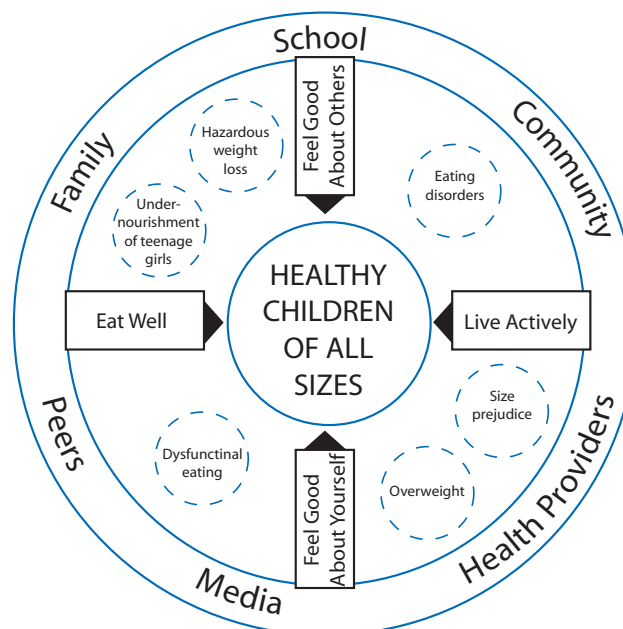 School
Family
Community
Feel Good
About Others
Hazardous
weight
loss
Eating
disorders
Under-
nourishment
of teenage
girls
HEALTHY
CHILDREN
OF ALL
SIZES
Eat Well
Live Actively
Peers
Size
prejudice
Dysfunctinal
eating
Feel Good
About Yourself
Overweight
Health Providers
Media